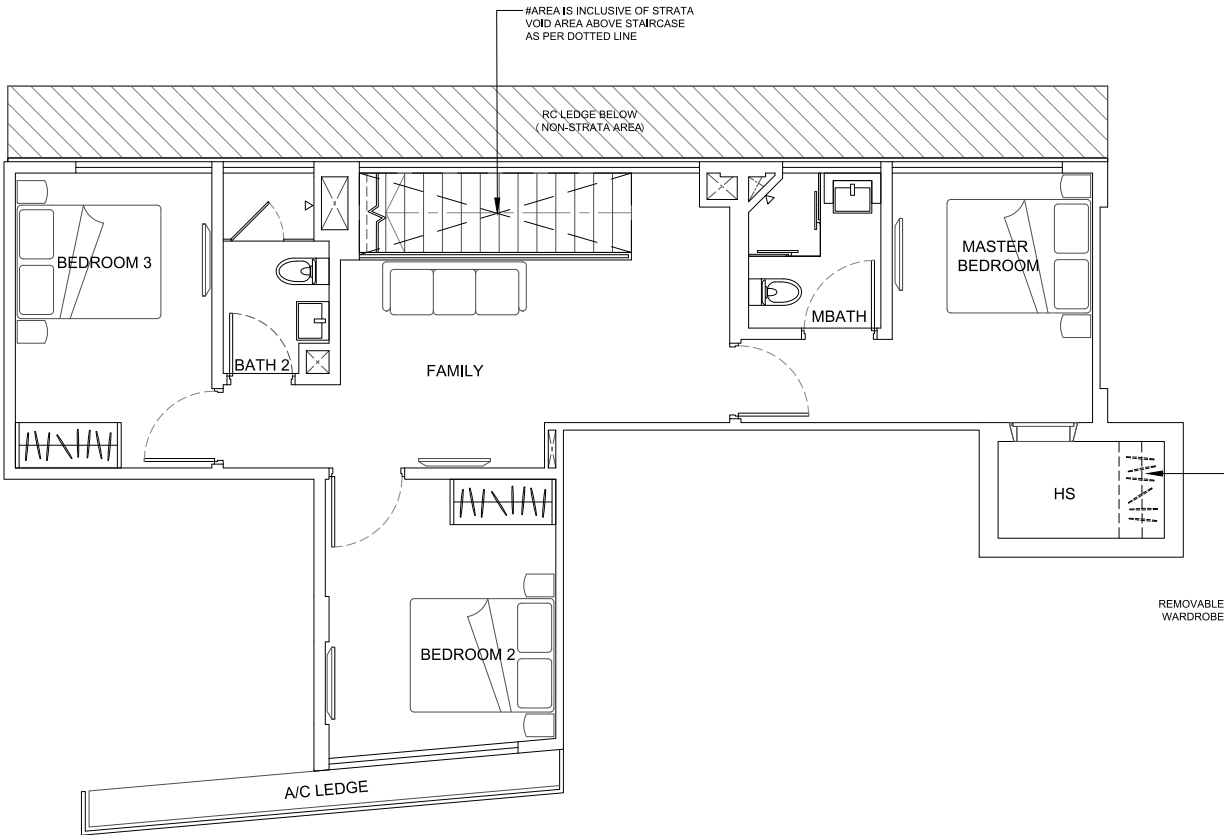 #AREA IS INCLUSIVE OF STRATA
VOID AREA ABOVE STAIRCASE
AS PER DOTTED LINE
RC LEDGE BELOW
(NON-STRATA AREA)
BEDROOM 3
MASTER
BEDROOM
MBATH
BATH 2
FAMILY
HS
REMOVABLE
WARDROBE
BEDROOM 2
A/C LEDGE